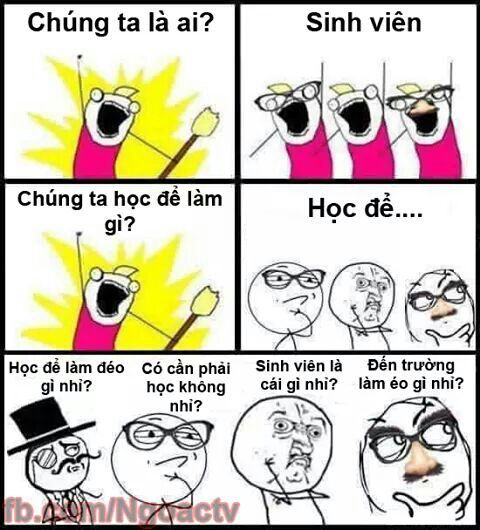 Chúng ta là ai?
Sinh viên
Chúng ta học để làm
gì?
Học để....
Học để làm đéo
gì nhỉ?
Có cần phải
học không
nhỉ?
Sinh viên là
cái gì nhỉ?
Đến trường
làm éo gì nhỉ?
fb.com/Ngoactv